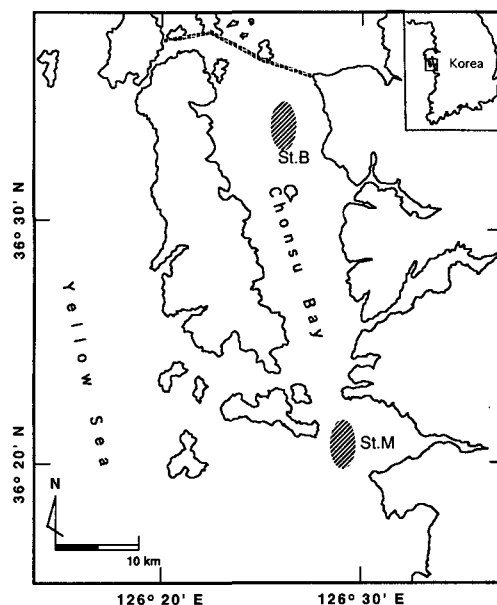 Korea
St.B
36° 30' N
Chonsu Bay
Yellow Sea
St.M
36° 20' N
N
10 km
126° 20' E
126° 30' E